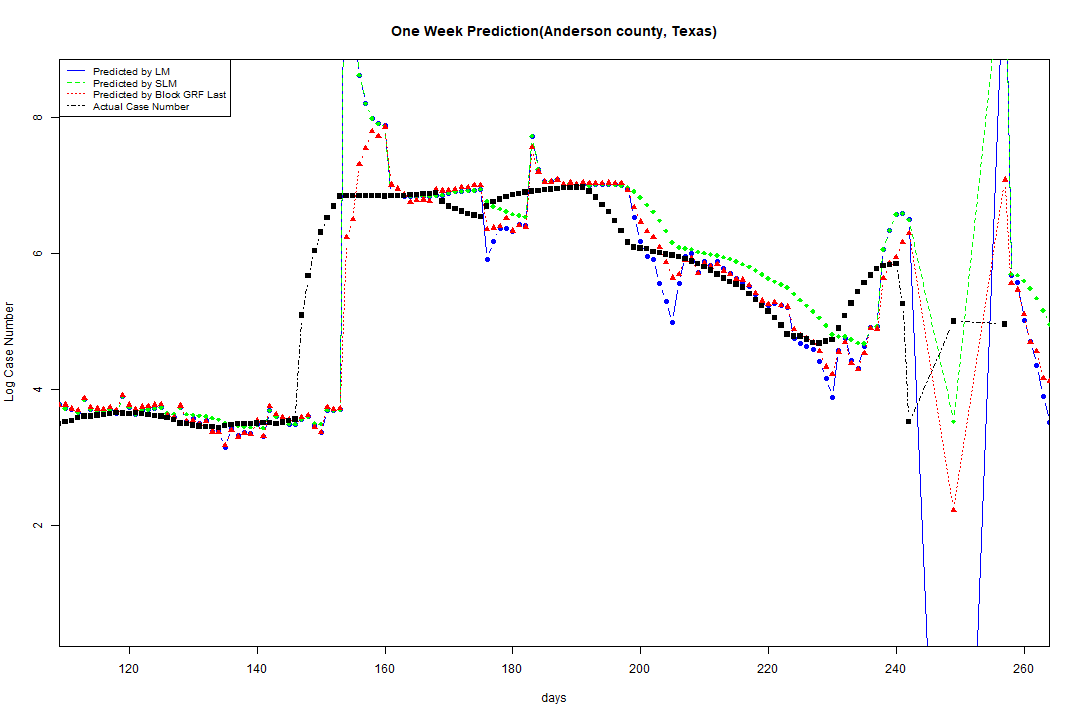 One Week Prediction(Anderson county, Texas)
Predicted by LM
Predicted by SLM
Predicted by Block GRF Last
Actual Case Number
Log Case Number
8
6
4
2
120 140 160 180 200 220 240 260
days